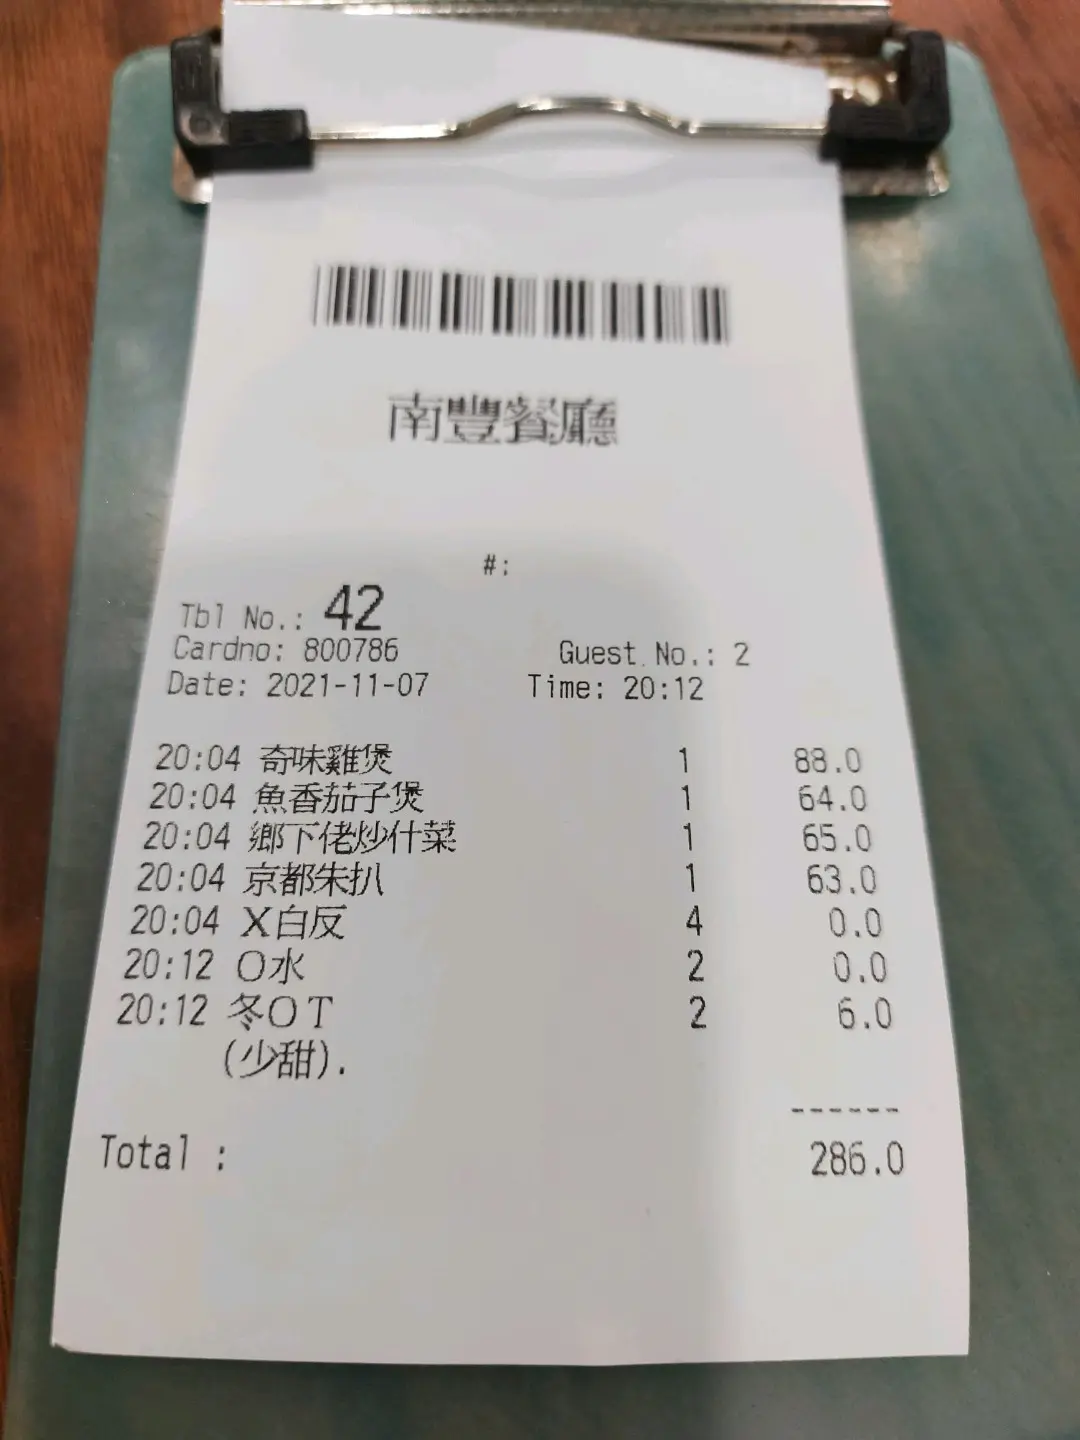 南豐餐廳
#:
Tbl No.: 42
Cardno: 800786 Guest No.: 2
Date: 2021-11-07 Time: 20:12
20:04 奇味雞煲 1 88.0
20:04 魚香茄子煲 1 64.0
20:04 鄉下佬炒什菜 1 65.0
20:04 京都朱扒 1 63.0
20:04 X白反 4 0.0
20:12 O水 2 0.0
20:12 冬OT 2 6.0
(少甜).
------
Total : 286.0